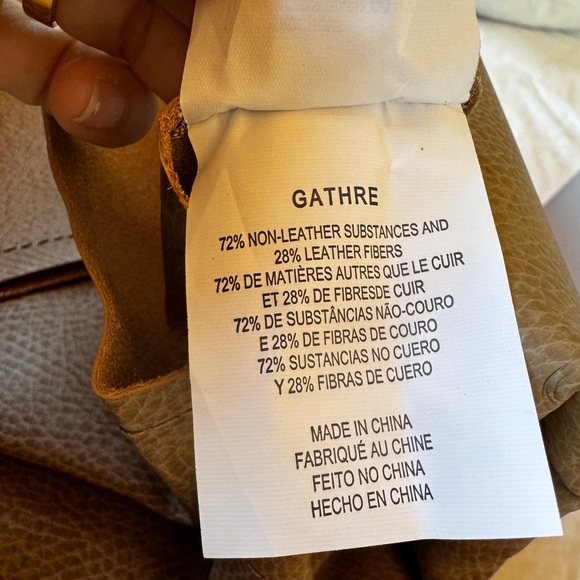 GATHRE
72% NON-LEATHER SUBSTANCES AND
28% LEATHER FIBERS
72% DE MATIÈRES AUTRES QUE LE CUIR
ET 28% DE FIBRESDE CUIR
72% DE SUBSTÂNCIAS NÃO-COURO
E 28% DE FIBRAS DE COURO
72% SUSTANCIAS NO CUERO
Y 28% FIBRAS DE CUERO
MADE IN CHINA
FABRIQUÉ AU CHINE
FEITO NO CHINA
HECHO EN CHINA